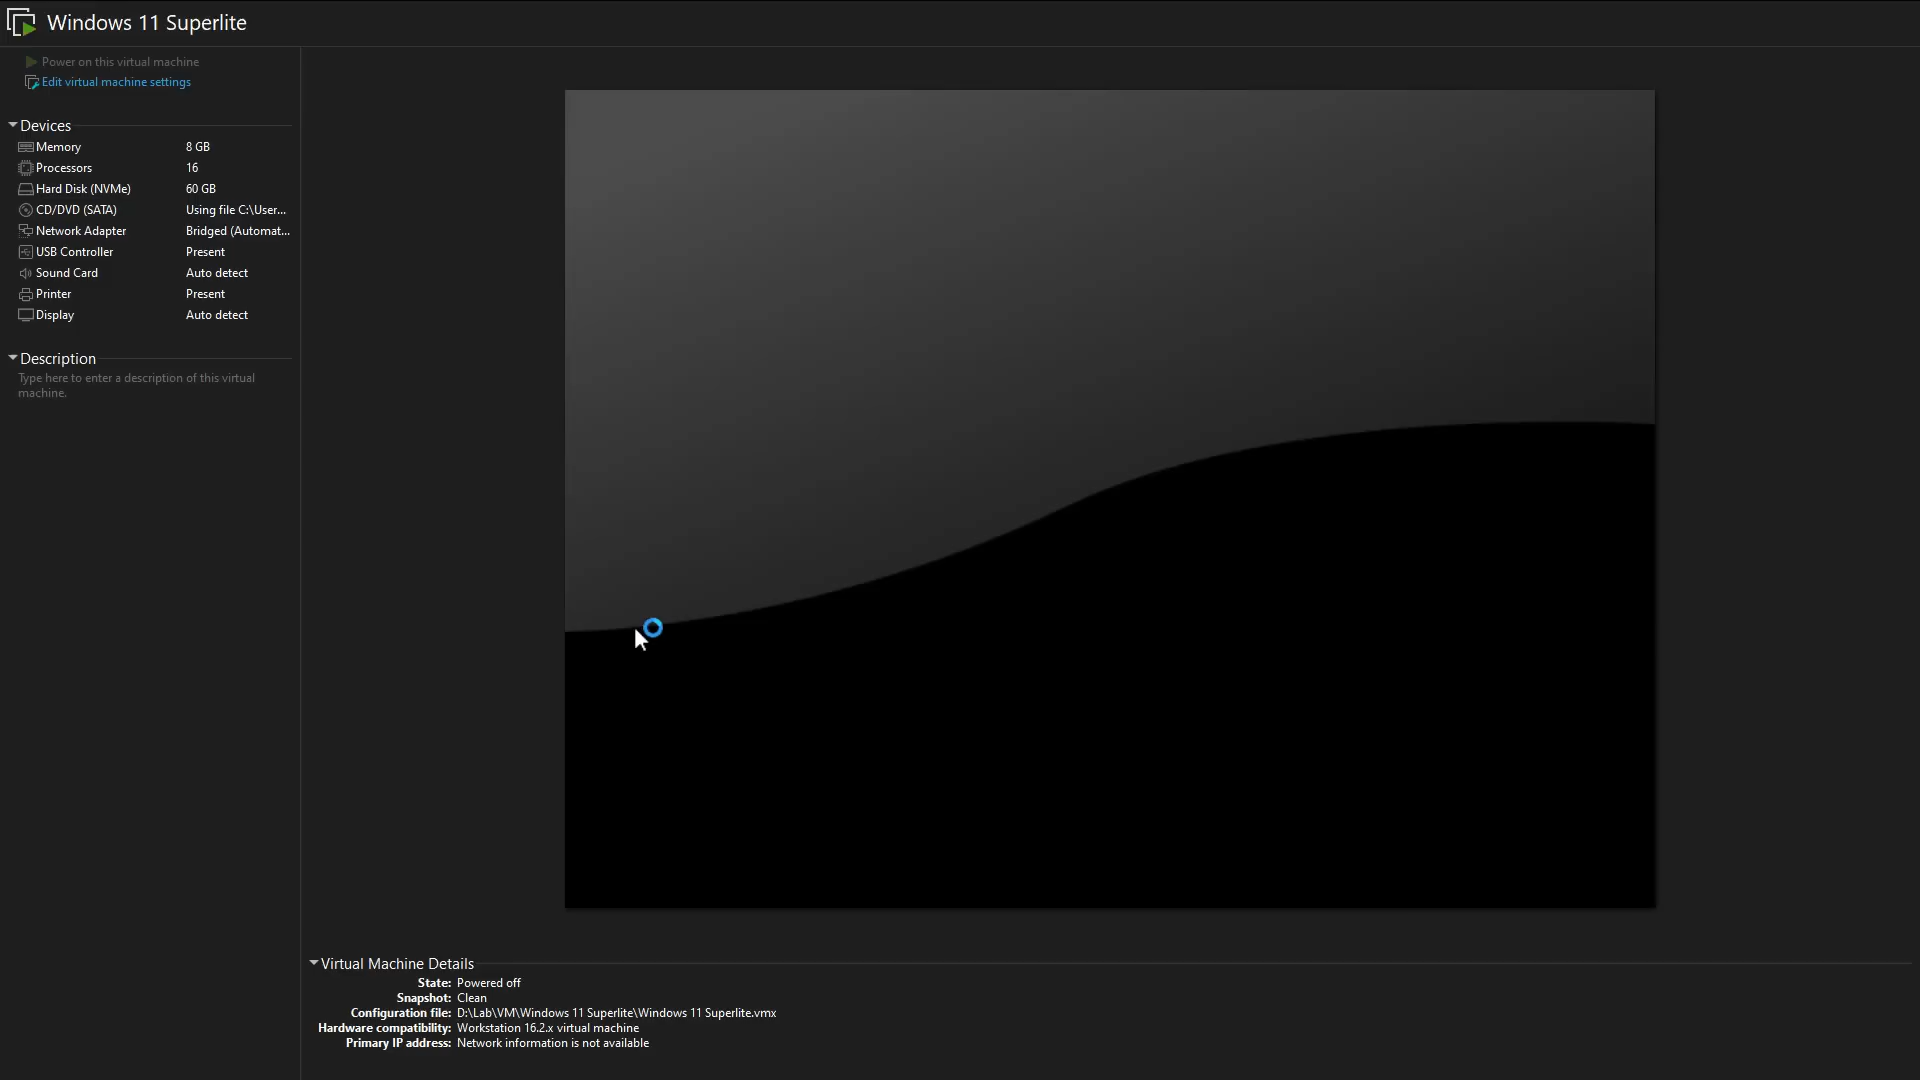 Windows 11 Superlite
Power on this virtual machine
Edit virtual machine settings
Devices
Memory 8 GB
Processors 16
Hard Disk (NVMe) 60 GB
CD/DVD (SATA) Using file C:\User...
Network Adapter Bridged (Automat...
USB Controller Present
Sound Card Auto detect
Printer Present
Display Auto detect
Description
Type here to enter a description of this virtual
machine.
Virtual Machine Details
State: Powered off
Snapshot: Clean
Configuration file: D:\Lab\VM\Windows 11 Superlite\Windows 11 Superlite.vmx
Hardware compatibility: Workstation 16.2.x virtual machine
Primary IP address: Network information is not available